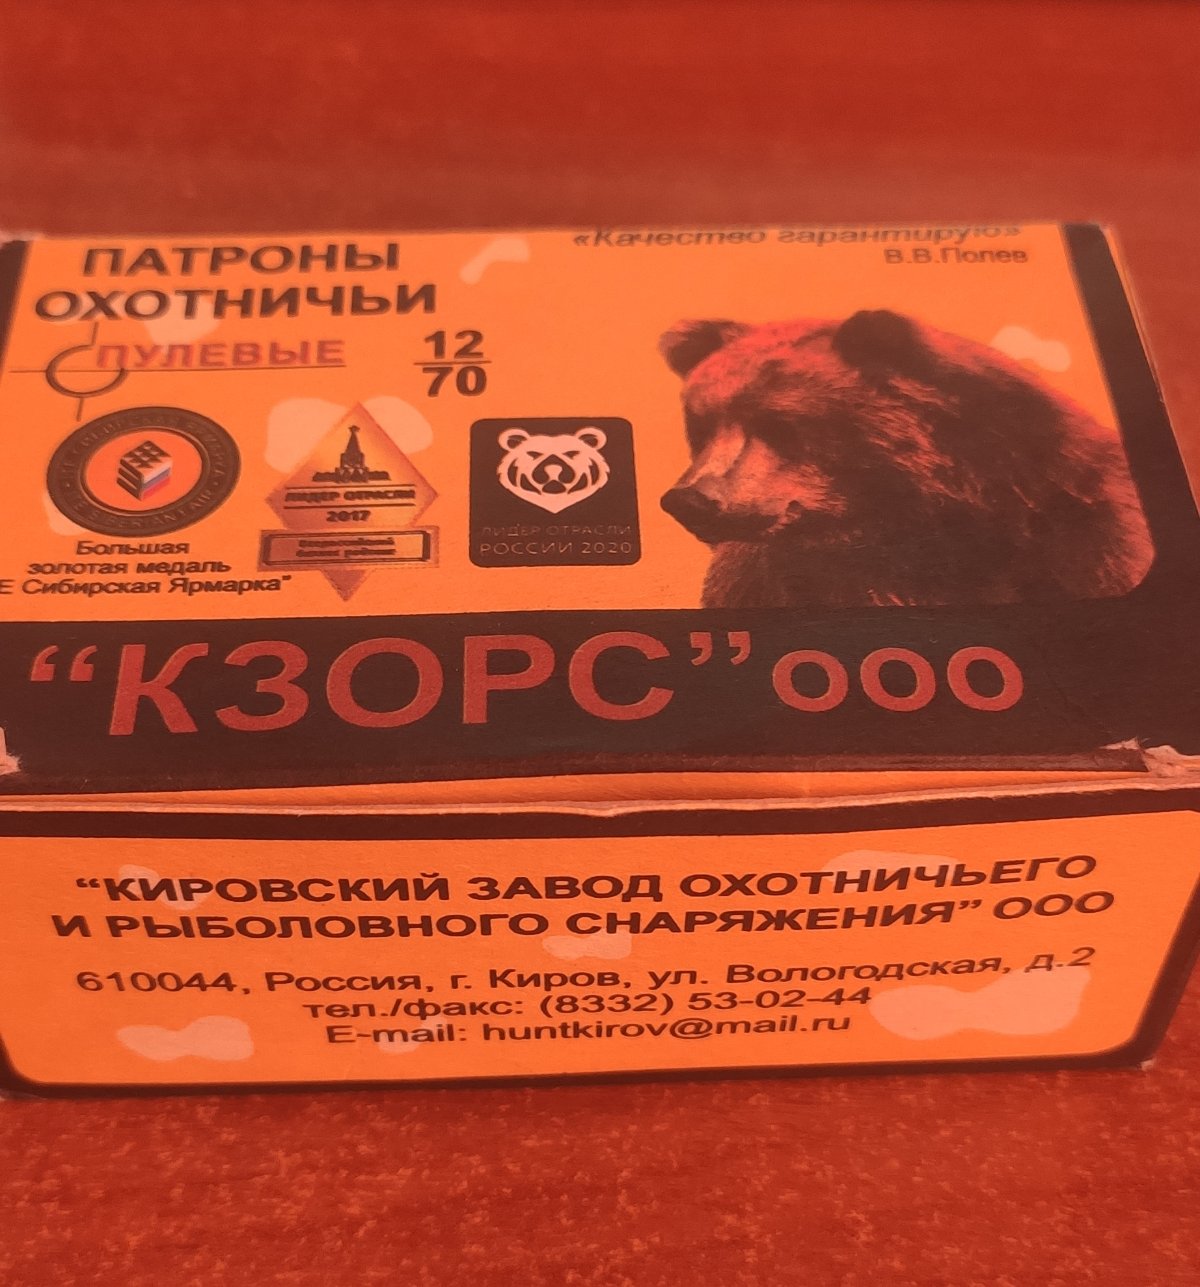 «Качество гарантирую»
В.В.Полев
ПАТРОНЫ
ОХОТНИЧЬИ
ПУЛЕВЫЕ
12
70
ЛИДЕР ОТРАСЛИ
2017
ЛИДЕР ОТРАСЛИ
РОССИИ 2020
Большая
золотая медаль
Е Сибирская Ярмарка"
“КЗОРС” ООО
“КИРОВСКИЙ ЗАВОД ОХОТНИЧЬЕГО
И РЫБОЛОВНОГО СНАРЯЖЕНИЯ” ООО
610044, Россия, г. Киров, ул. Вологодская, д.2
тел./факс: (8332) 53-02-44
E-mail: huntkirov@mail.ru